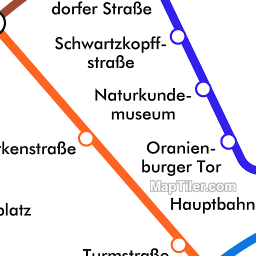 dorfer Straße
Schwartzkopff-
straße
Naturkunde-
museum
Oranien-
burger Tor
rkenstraße
MapTiler.com
Hauptbahn
platz
Turmstraße